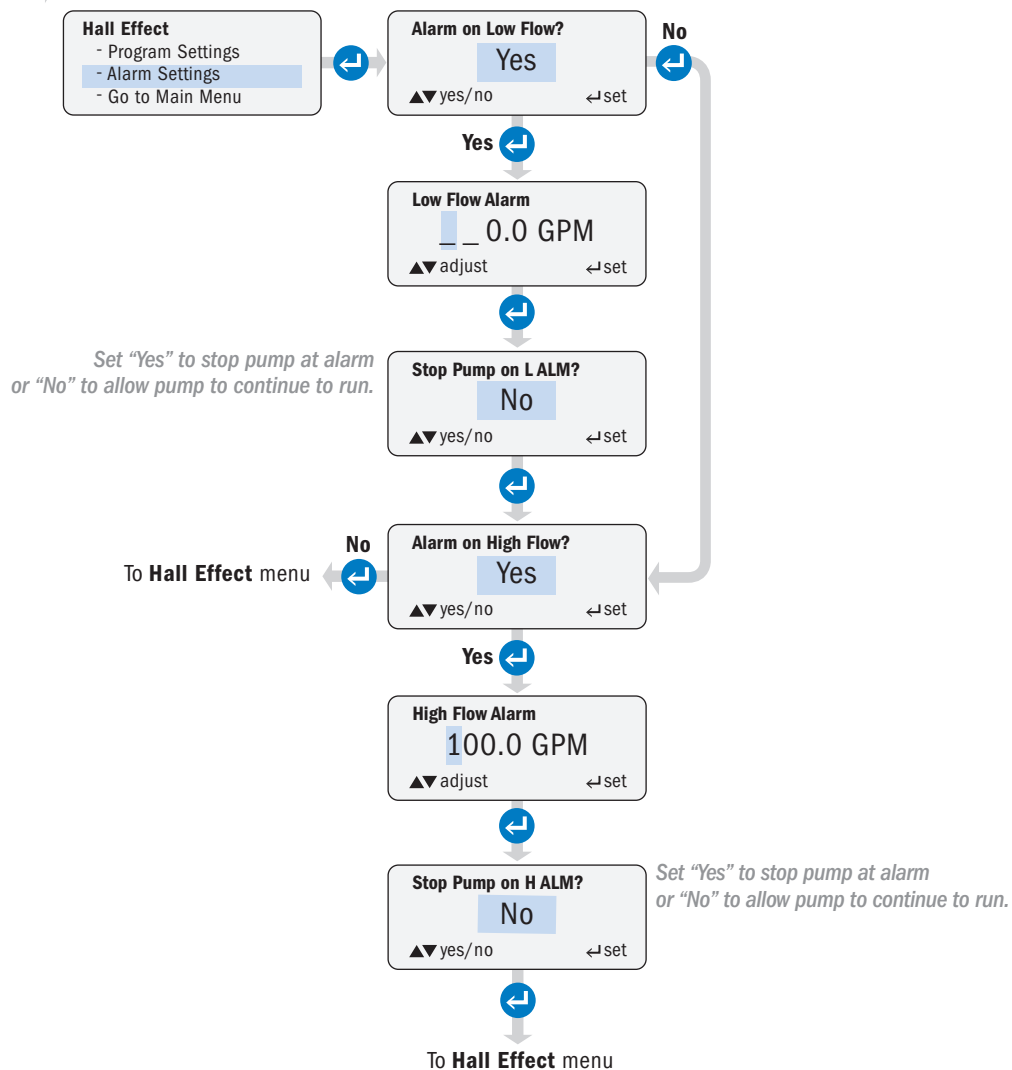 Hall Effect
- Program Settings
- Alarm Settings
- Go to Main Menu
Alarm on Low Flow?
Yes
▲▼ yes/no ↵ set
No
Yes
Low Flow Alarm
_ _ 0.0 GPM
▲▼ adjust ↵ set
Set “Yes” to stop pump at alarm
or “No” to allow pump to continue to run.
Stop Pump on L ALM?
No
▲▼ yes/no ↵ set
Alarm on High Flow?
Yes
▲▼ yes/no ↵ set
No
To Hall Effect menu
Yes
High Flow Alarm
100.0 GPM
▲▼ adjust ↵ set
Stop Pump on H ALM?
No
▲▼ yes/no ↵ set
Set “Yes” to stop pump at alarm
or “No” to allow pump to continue to run.
To Hall Effect menu